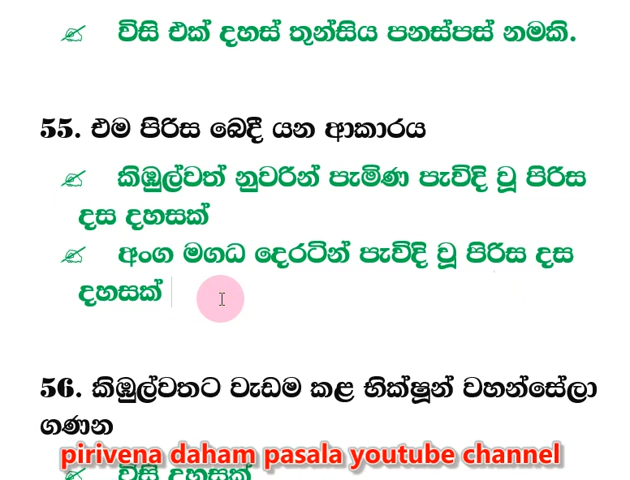 විසි එක් දහස් තුන්සිය පනස්පස් නමකි.
55. එම පිරිස බෙදී යන ආකාරය
කිඹුල්වත් නුවරින් පැමිණ පැවිදි වූ පිරිස
දස දහසක්
අංග මගධ දෙරටින් පැවිදි වූ පිරිස දස
දහසක්
56. කිඹුල්වතට වැඩම කළ භික්ෂූන් වහන්සේලා
ගණන
pirivena daham pasala youtube channel
විසි දහසක්